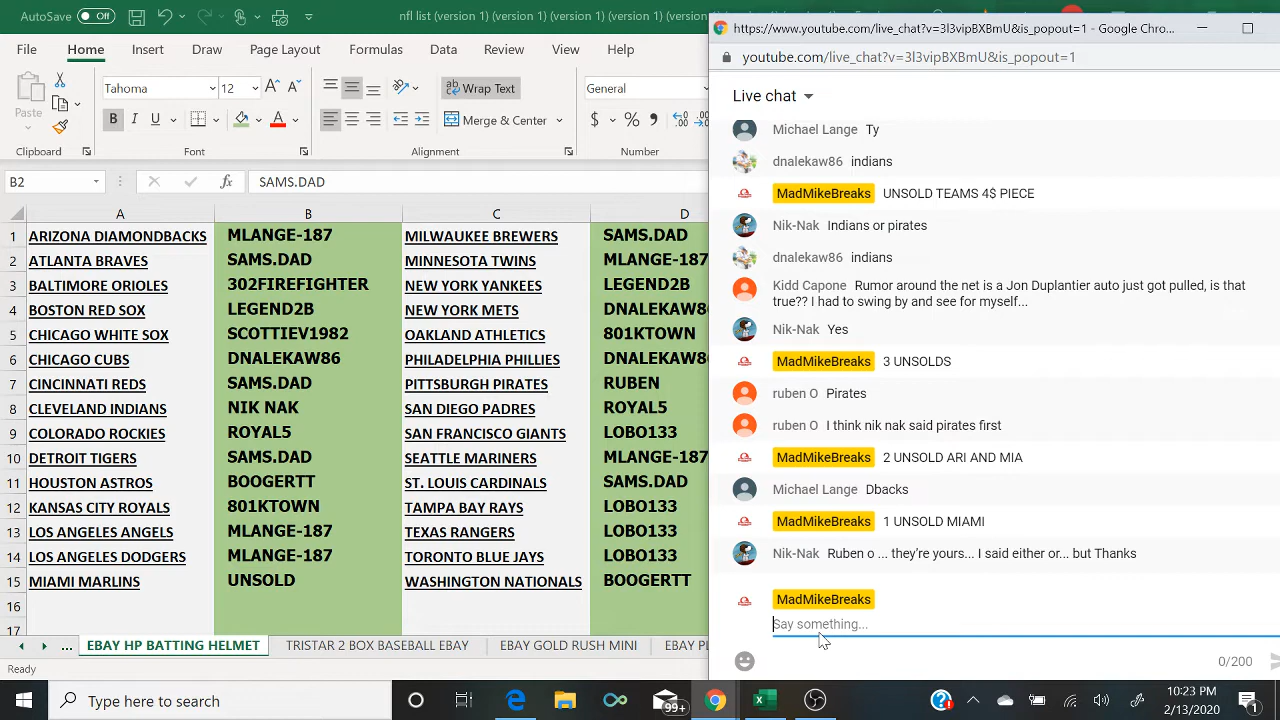 AutoSave Off nfl list (version 1) (version 1) (version 1) (version 1) (version 1)
https://www.youtube.com/live_chat?v=3l3vipBXBmU&is_popout=1 - Google Chro...
File Home Insert Draw Page Layout Formulas Data Review View Help
youtube.com/live_chat?v=3l3vipBXBmU&is_popout=1
Paste
Tahoma 12
Wrap Text
Merge & Center
General
Clipboard Font Alignment Number
B2 SAMS.DAD
A B C D
1 ARIZONA DIAMONDBACKS MLANGE-187 MILWAUKEE BREWERS SAMS.DAD
2 ATLANTA BRAVES SAMS.DAD MINNESOTA TWINS MLANGE-187
3 BALTIMORE ORIOLES 302FIREFIGHTER NEW YORK YANKEES LEGEND2B
4 BOSTON RED SOX LEGEND2B NEW YORK METS DNALEKAW86
5 CHICAGO WHITE SOX SCOTTIEV1982 OAKLAND ATHLETICS 801KTOWN
6 CHICAGO CUBS DNALEKAW86 PHILADELPHIA PHILLIES DNALEKAW86
7 CINCINNATI REDS SAMS.DAD PITTSBURGH PIRATES RUBEN
8 CLEVELAND INDIANS NIK NAK SAN DIEGO PADRES ROYAL5
9 COLORADO ROCKIES ROYAL5 SAN FRANCISCO GIANTS LOBO133
10 DETROIT TIGERS SAMS.DAD SEATTLE MARINERS MLANGE-187
11 HOUSTON ASTROS BOOGERTT ST. LOUIS CARDINALS SAMS.DAD
12 KANSAS CITY ROYALS 801KTOWN TAMPA BAY RAYS LOBO133
13 LOS ANGELES ANGELS MLANGE-187 TEXAS RANGERS LOBO133
14 LOS ANGELES DODGERS MLANGE-187 TORONTO BLUE JAYS LOBO133
15 MIAMI MARLINS UNSOLD WASHINGTON NATIONALS BOOGERTT
16
17
... EBAY HP BATTING HELMET TRISTAR 2 BOX BASEBALL EBAY EBAY GOLD RUSH MINI EBAY PL
Ready
Live chat
Michael Lange Ty
dnalekaw86 indians
MadMikeBreaks UNSOLD TEAMS 4$ PIECE
Nik-Nak Indians or pirates
dnalekaw86 indians
Kidd Capone Rumor around the net is a Jon Duplantier auto just got pulled, is that
true?? I had to swing by and see for myself...
Nik-Nak Yes
MadMikeBreaks 3 UNSOLDS
ruben O Pirates
ruben O I think nik nak said pirates first
MadMikeBreaks 2 UNSOLD ARI AND MIA
Michael Lange Dbacks
MadMikeBreaks 1 UNSOLD MIAMI
Nik-Nak Ruben o ... they're yours... I said either or... but Thanks
MadMikeBreaks
Say something...
0/200
Type here to search
99+
10:23 PM
2/13/2020
1